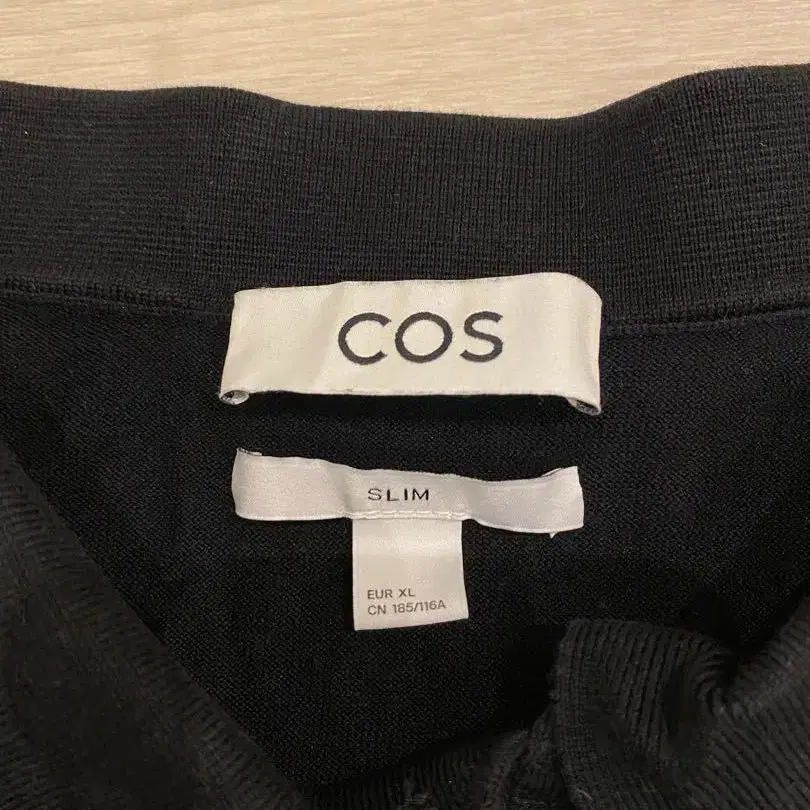 COS
SLIM
EUR XL
CN 185/116A